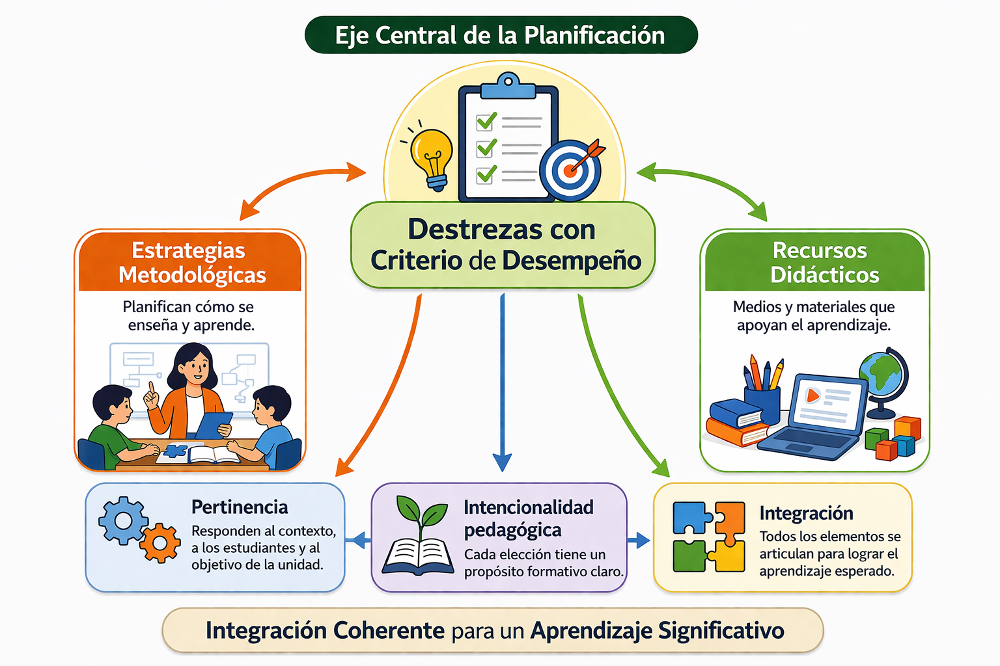 Eje Central de la Planificación
Destrezas con
Criterio de Desempeño
Estrategias
Metodológicas
Planifican cómo se
enseña y aprende.
Recursos
Didácticos
Medios y materiales que
apoyan el aprendizaje.
Pertinencia
Responden al contexto,
a los estudiantes y al
objetivo de la unidad.
Intencionalidad
pedagógica
Cada elección tiene un
propósito formativo claro.
Integración
Todos los elementos se
articulan para lograr el
aprendizaje esperado.
Integración Coherente para un Aprendizaje Significativo